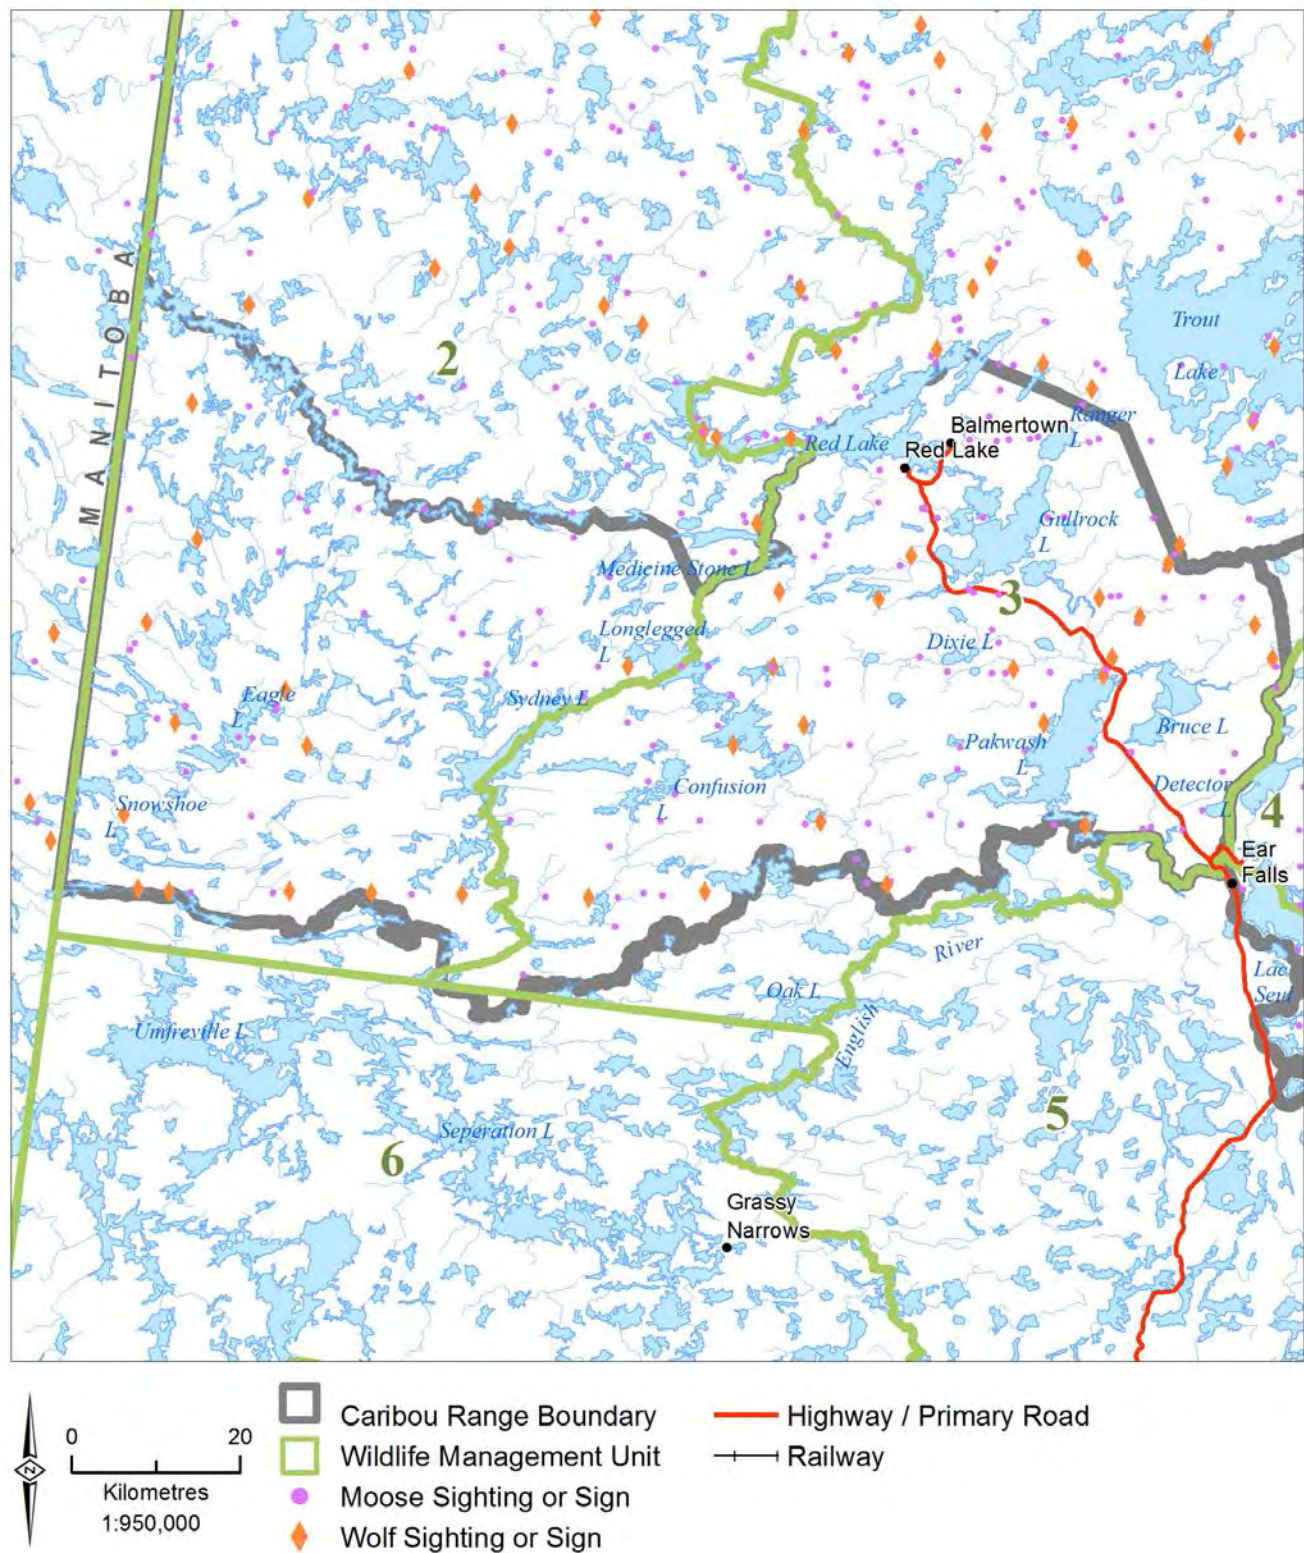 MANITOBA
2
Trout
Lake
Ranger
L
Balmertown
Red Lake
Red Lake
Gullrock
L
Medicine Stone L
3
Longlegged
L
Dixie L
Eagle
L
Sydney L
Pakwash
L
Bruce L
Snowshoe
L
Confusion
L
Detector
L
4
Ear
Falls
River
Oak L
Lac
Seul
Umfreville L
English
5
Seperation L
6
Grassy
Narrows
0 20
Kilometres
1:950,000
N
Caribou Range Boundary
Wildlife Management Unit
Moose Sighting or Sign
Wolf Sighting or Sign
Highway / Primary Road
Railway